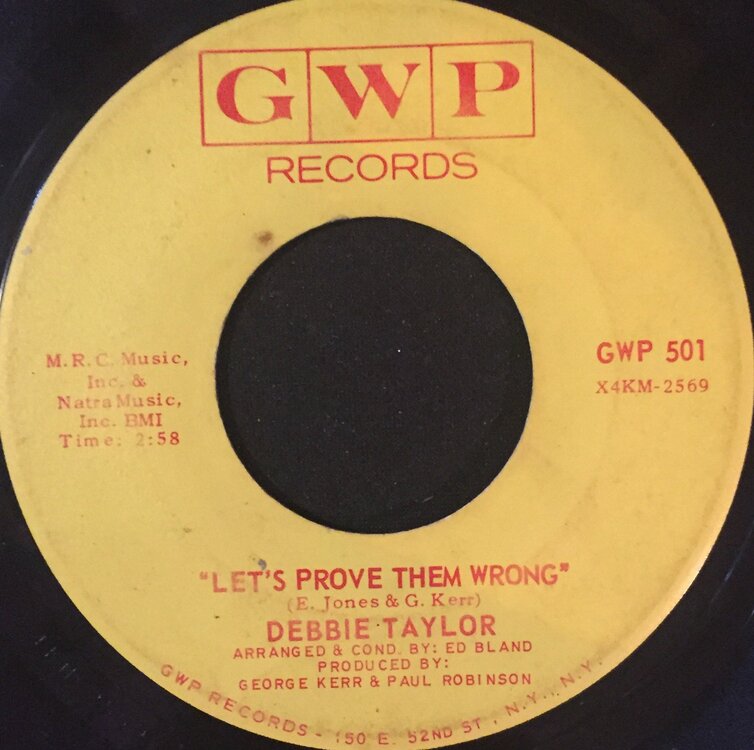 GWP
RECORDS
M.R.C. Music,
Inc. &
Natra Music,
Inc. BMI
Time: 2:58
GWP 501
X4KM-2569
"LET'S PROVE THEM WRONG"
(E. Jones & G. Kerr)
DEBBIE TAYLOR
ARRANGED & COND. BY: ED BLAND
PRODUCED BY:
GEORGE KERR & PAUL ROBINSON
GWP RECORDS - 150 E. 52ND ST., N.Y., N.Y.